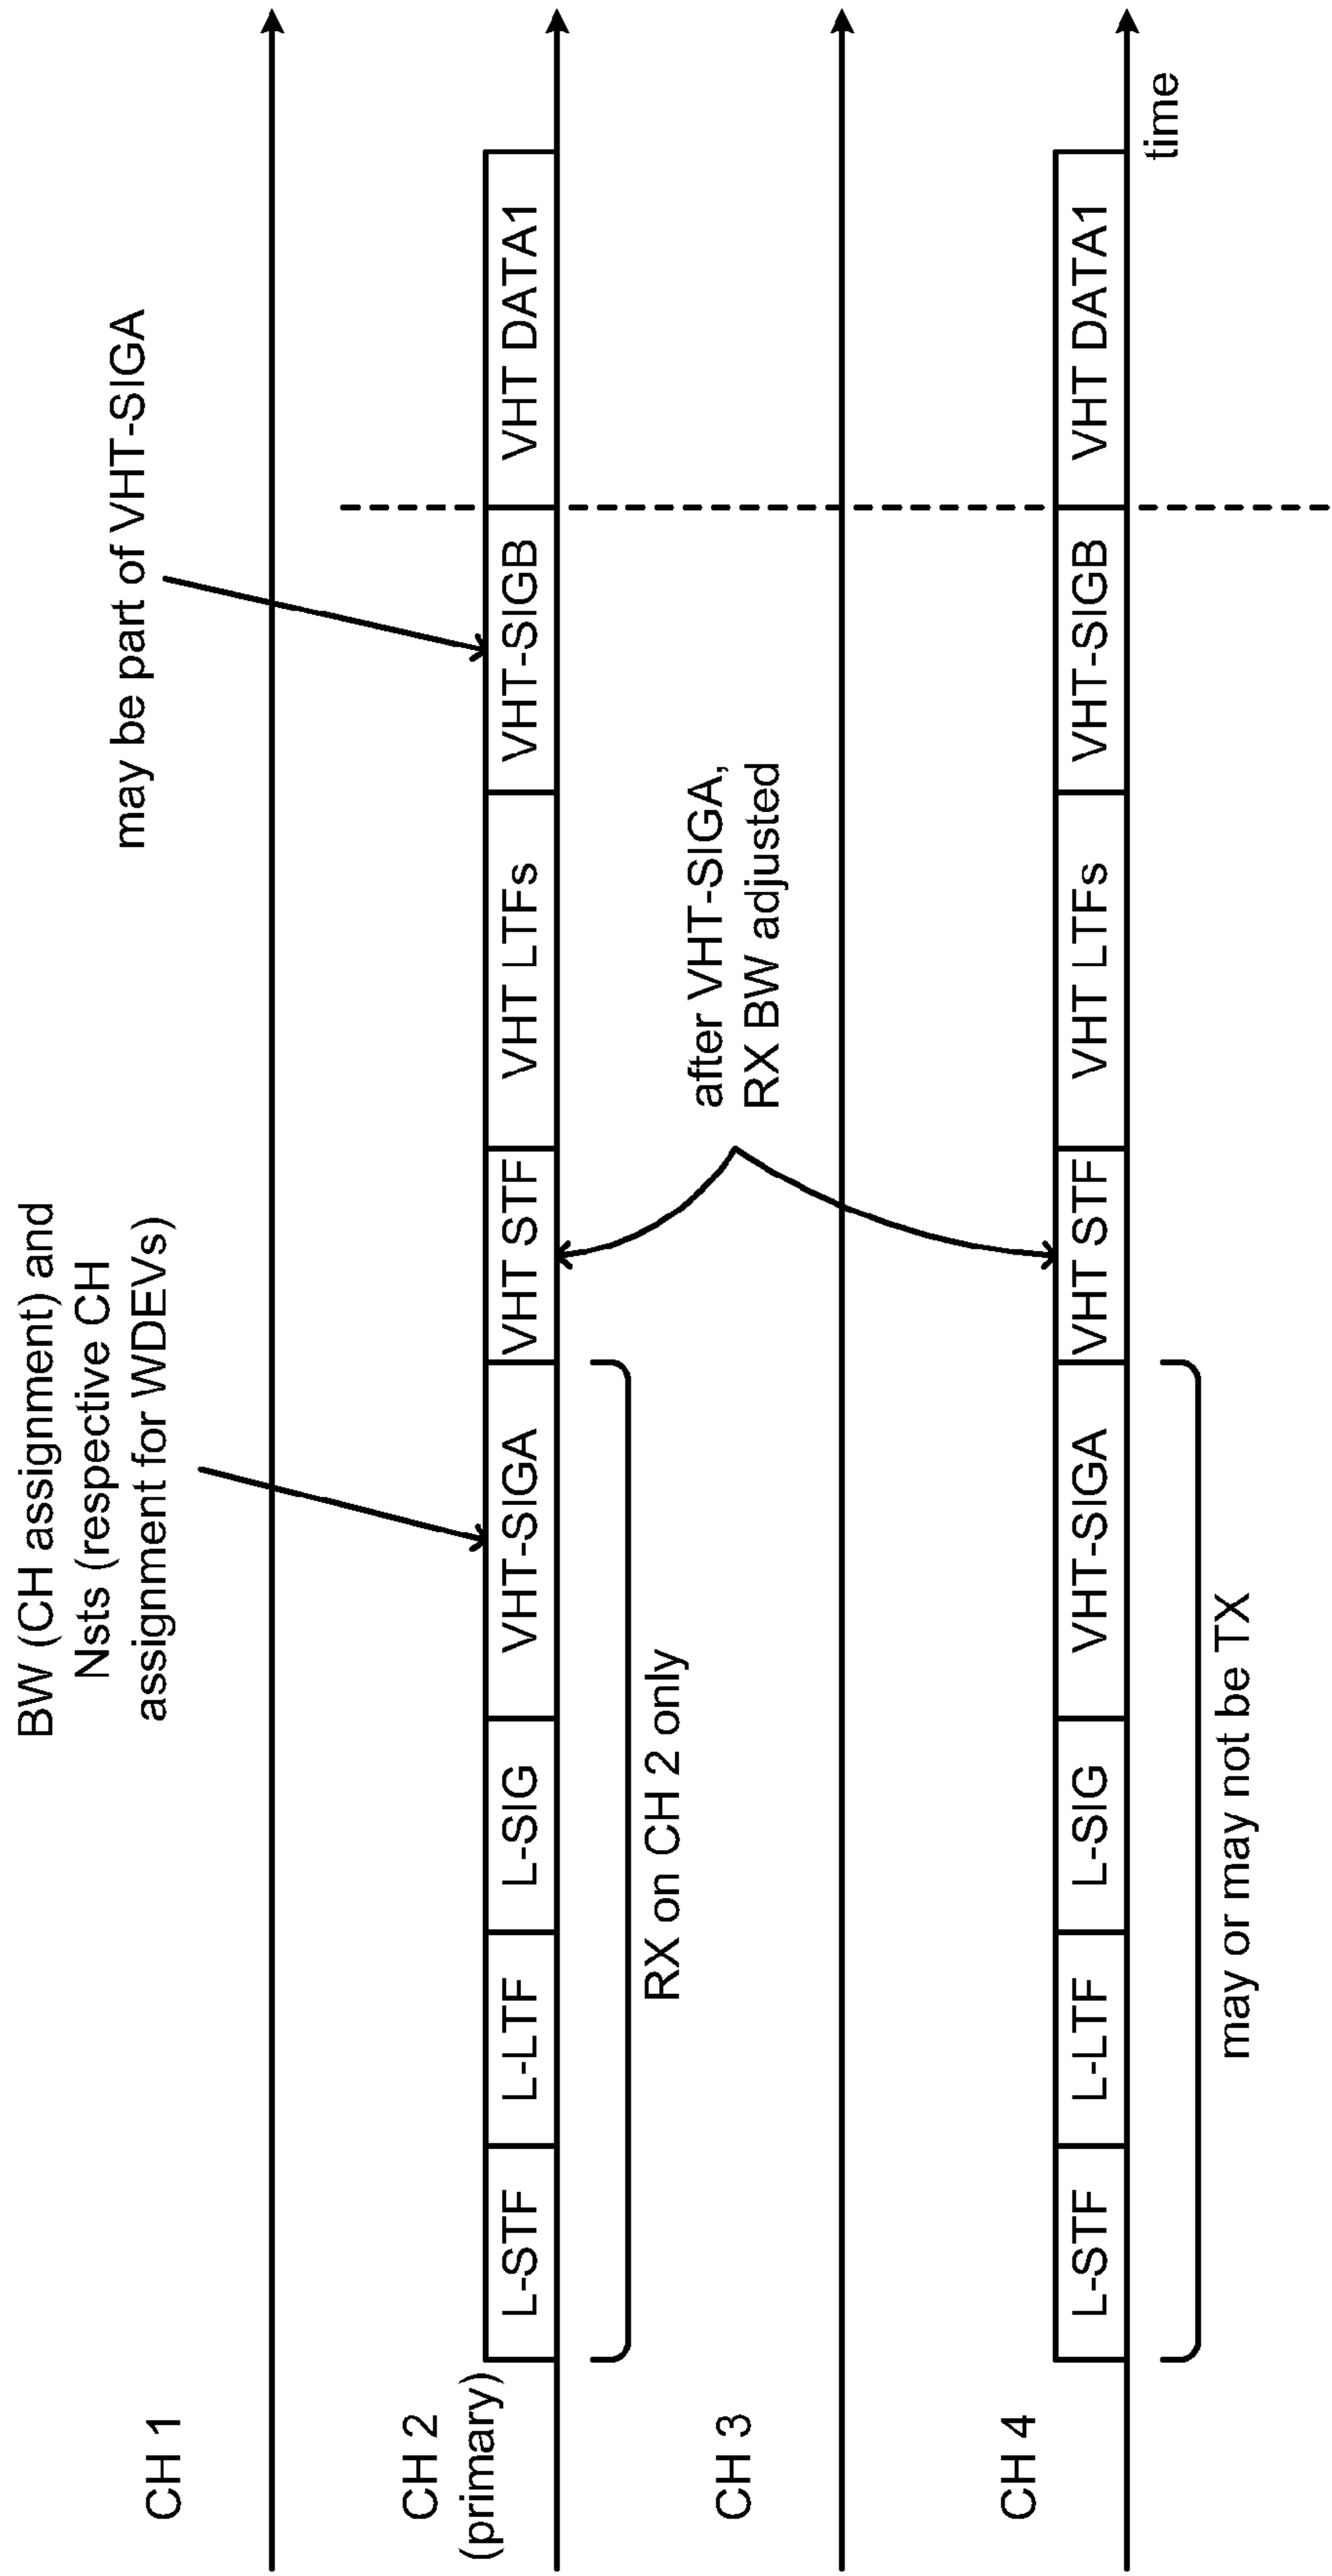 BW (CH assignment) and
Nsts (respective CH
assignment for WDEVs)
may be part of VHT-SIGA
CH 1
CH 2
(primary)
L-STF
L-LTF
L-SIG
VHT-SIGA
VHT STF
VHT LTFs
VHT-SIGB
VHT DATA1
RX on CH 2 only
after VHT-SIGA,
RX BW adjusted
CH 3
CH 4
L-STF
L-LTF
L-SIG
VHT-SIGA
VHT STF
VHT LTFs
VHT-SIGB
VHT DATA1
time
may or may not be TX